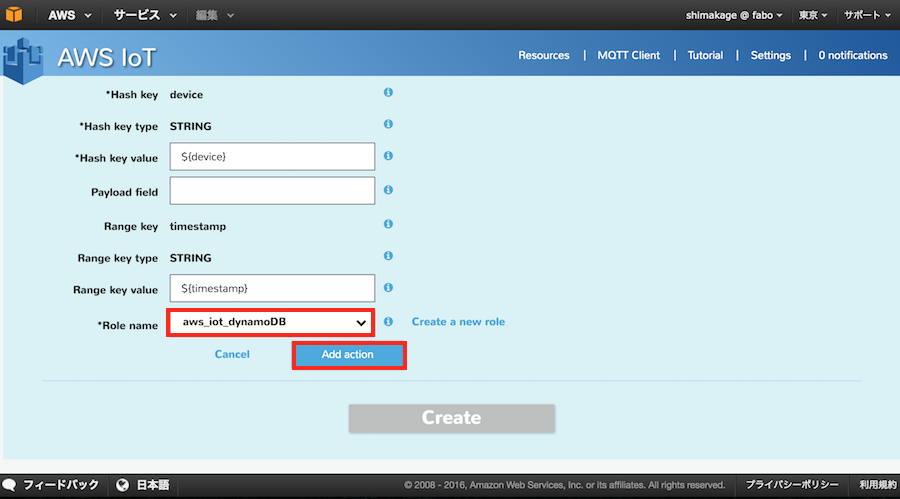 AWS サービス 編集 shimakage @ fabo 東京 サポート
AWS IoT Resources | MQTT Client | Tutorial | Settings | 0 notifications
*Hash key device
*Hash key type STRING
*Hash key value ${device}
Payload field
Range key timestamp
Range key type STRING
Range key value ${timestamp}
*Role name aws_iot_dynamoDB Create a new role
Cancel Add action
Create
フィードバック 日本語 © 2008 - 2016, Amazon Web Services, Inc. or its affiliates. All rights reserved. プライバシーポリシー 利用規約